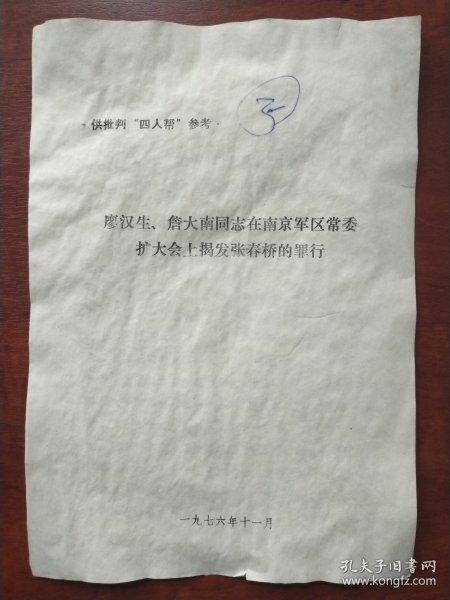 ·供批判“四人帮”参考·
廖汉生、詹大南同志在南京军区常委
扩大会上揭发张春桥的罪行
一九七六年十一月
孔夫子旧书网
www.kongfz.com